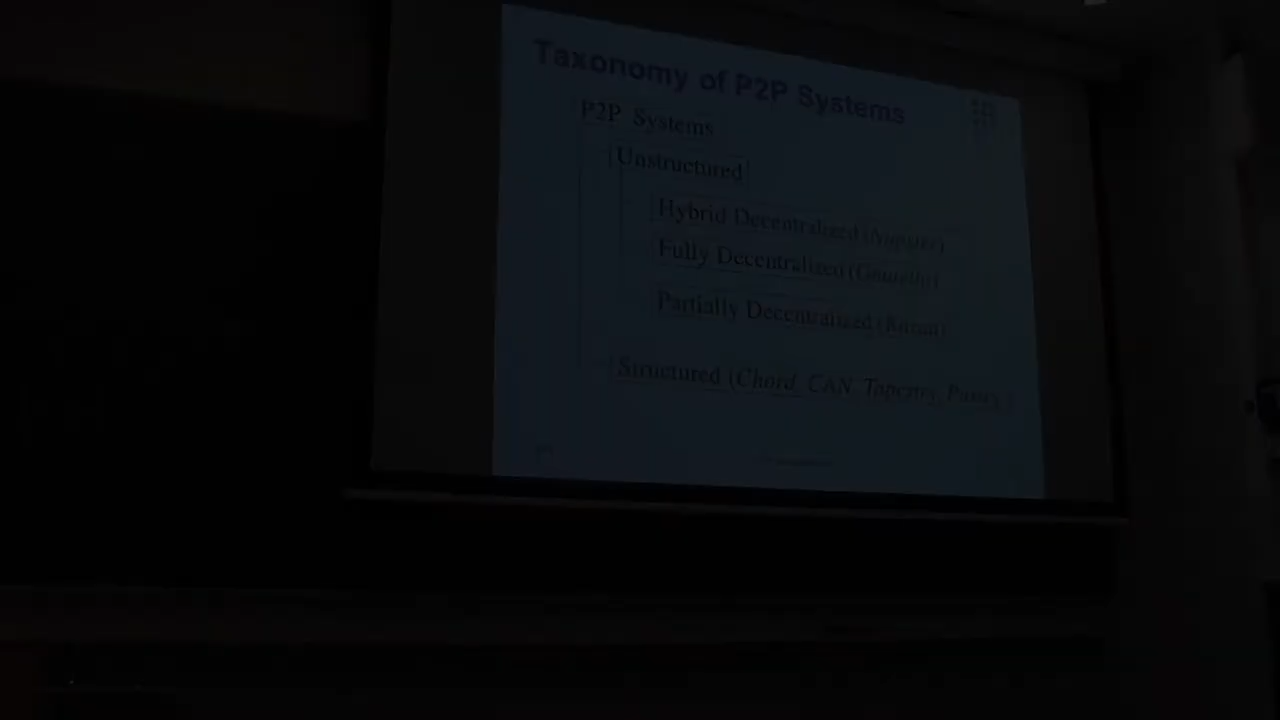 Taxonomy of P2P Systems
P2P Systems
Unstructured
Hybrid Decentralized (Napster)
Fully Decentralized (Gnutella)
Partially Decentralized (Kazaa)
Structured (Chord, CAN, Tapestry, Pastry)